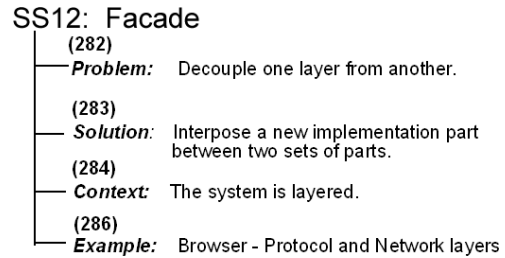 SS12: Facade
(282)
Problem: Decouple one layer from another.
(283)
Solution: Interpose a new implementation part
between two sets of parts.
(284)
Context: The system is layered.
(286)
Example: Browser - Protocol and Network layers